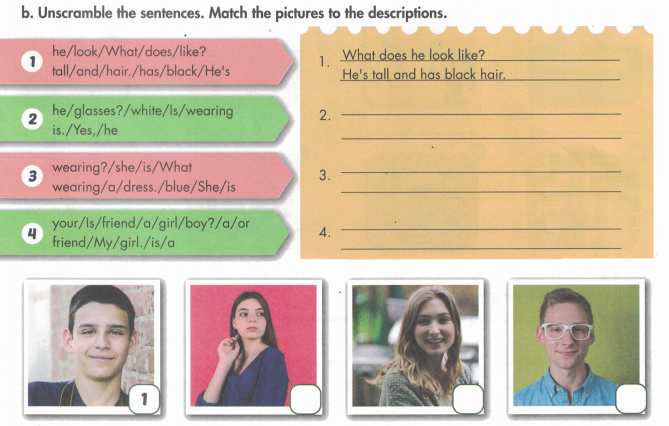 b. Unscramble the sentences. Match the pictures to the descriptions.
1
he/look/What/does/like?
tall/and/hair./has/black/He's
2
he/glasses?/white/Is/wearing
is./Yes,/he
3
wearing?/she/is/What
wearing/a/dress./blue/She/is
4
your/Is/friend/a/girl/boy?/a/or
friend/My/girl./is/a
1. What does he look like?
He's tall and has black hair.
2.
3.
4.
1